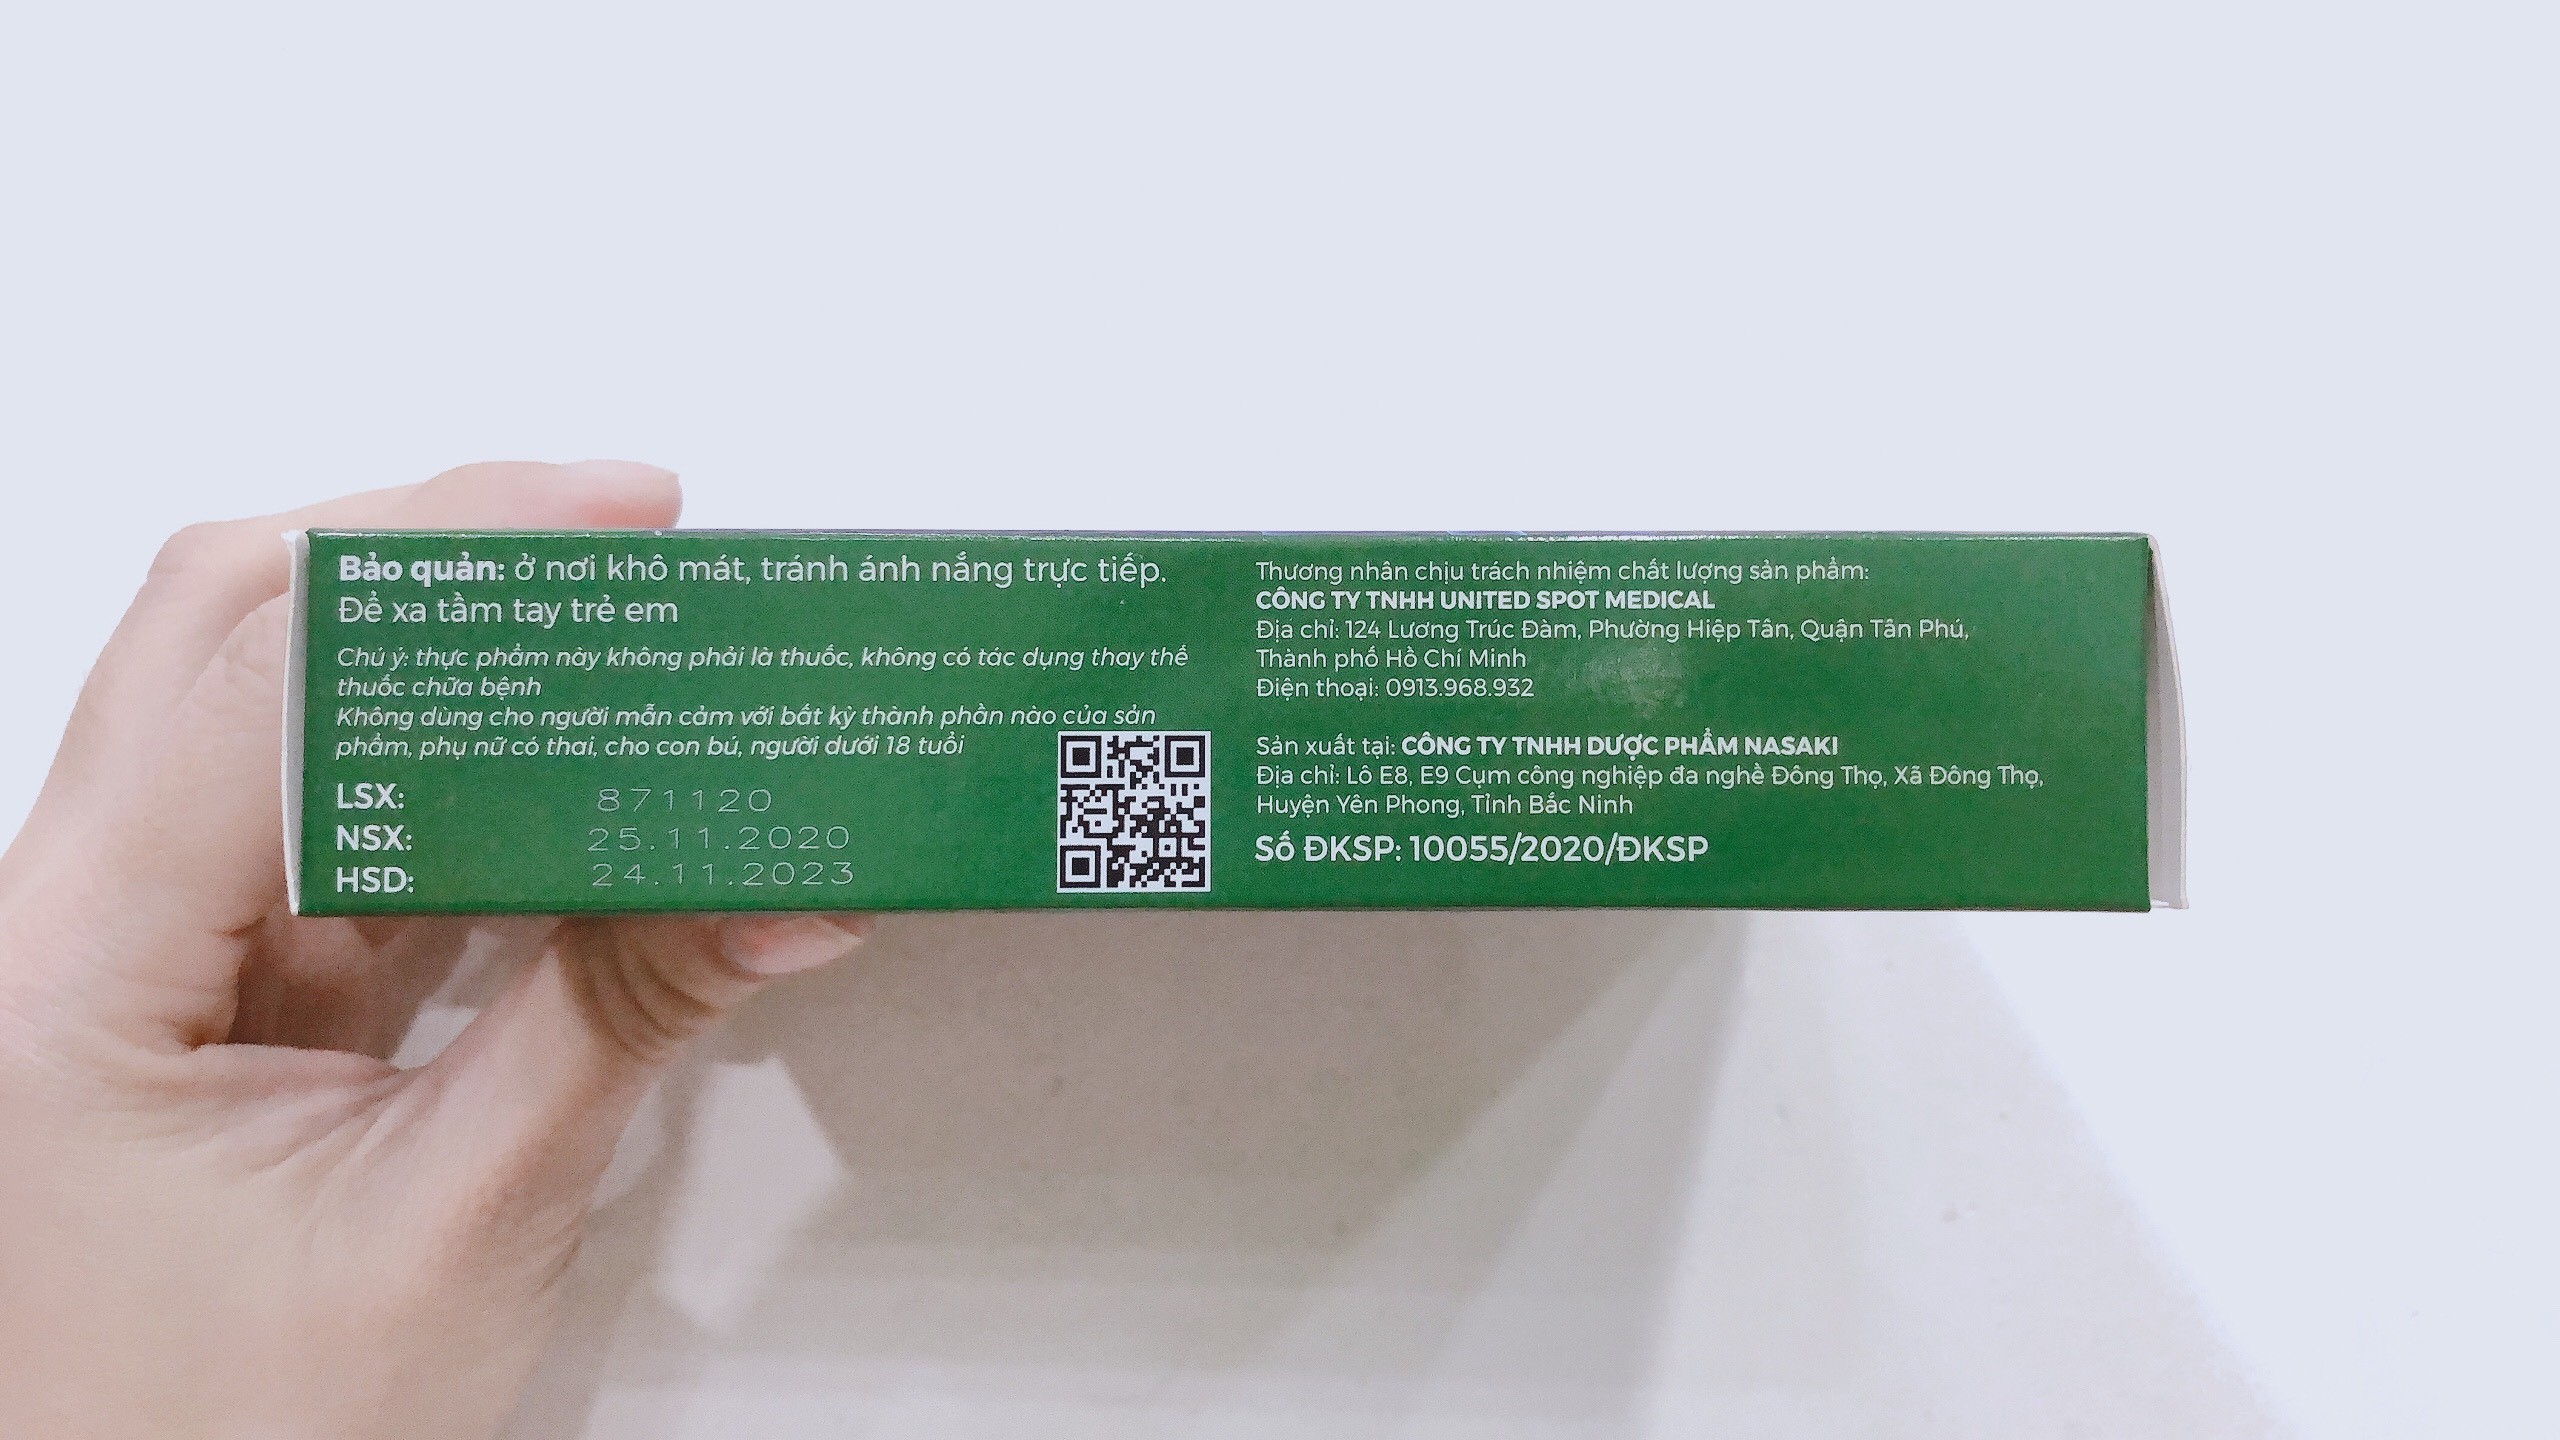 Bảo quản: ở nơi khô mát, tránh ánh nắng trực tiếp.
Để xa tầm tay trẻ em
Chú ý: thực phẩm này không phải là thuốc, không có tác dụng thay thế
thuốc chữa bệnh
Không dùng cho người mẫn cảm với bất kỳ thành phần nào của sản
phẩm, phụ nữ có thai, cho con bú, người dưới 18 tuổi
LSX: 871120
NSX: 25.11.2020
HSD: 24.11.2023
Thương nhân chịu trách nhiệm chất lượng sản phẩm:
CÔNG TY TNHH UNITED SPOT MEDICAL
Địa chỉ: 124 Lương Trúc Đàm, Phường Hiệp Tân, Quận Tân Phú,
Thành phố Hồ Chí Minh
Điện thoại: 0913.968.932
Sản xuất tại: CÔNG TY TNHH DƯỢC PHẨM NASAKI
Địa chỉ: Lô E8, E9 Cụm công nghiệp đa nghề Đông Thọ, Xã Đông Thọ,
Huyện Yên Phong, Tỉnh Bắc Ninh
Số ĐKSP: 10055/2020/ĐKSP